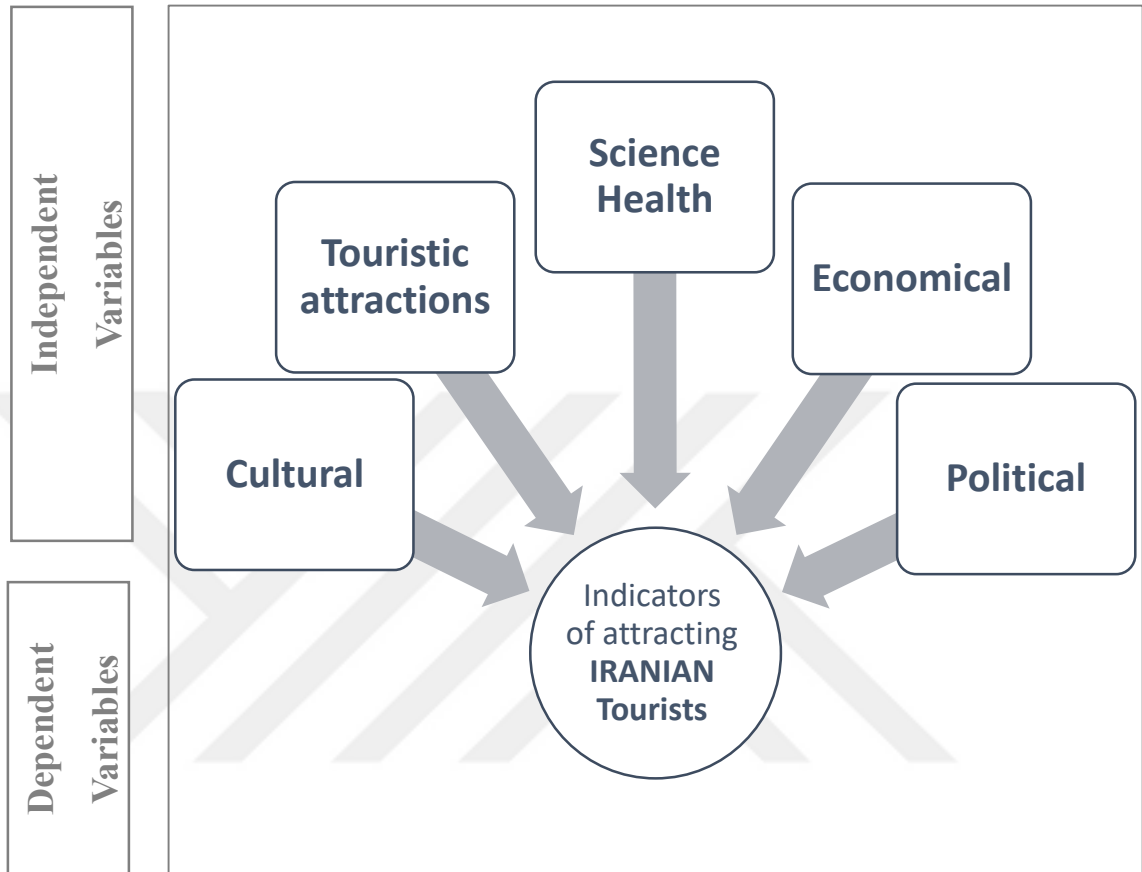 Independent
Variables
Science
Health
Touristic
attractions
Economical
Cultural
Political
Dependent
Variables
Indicators
of attracting
IRANIAN
Tourists